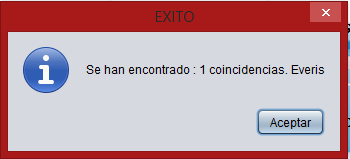 EXITO
Se han encontrado : 1 coincidencias. Everis
Aceptar